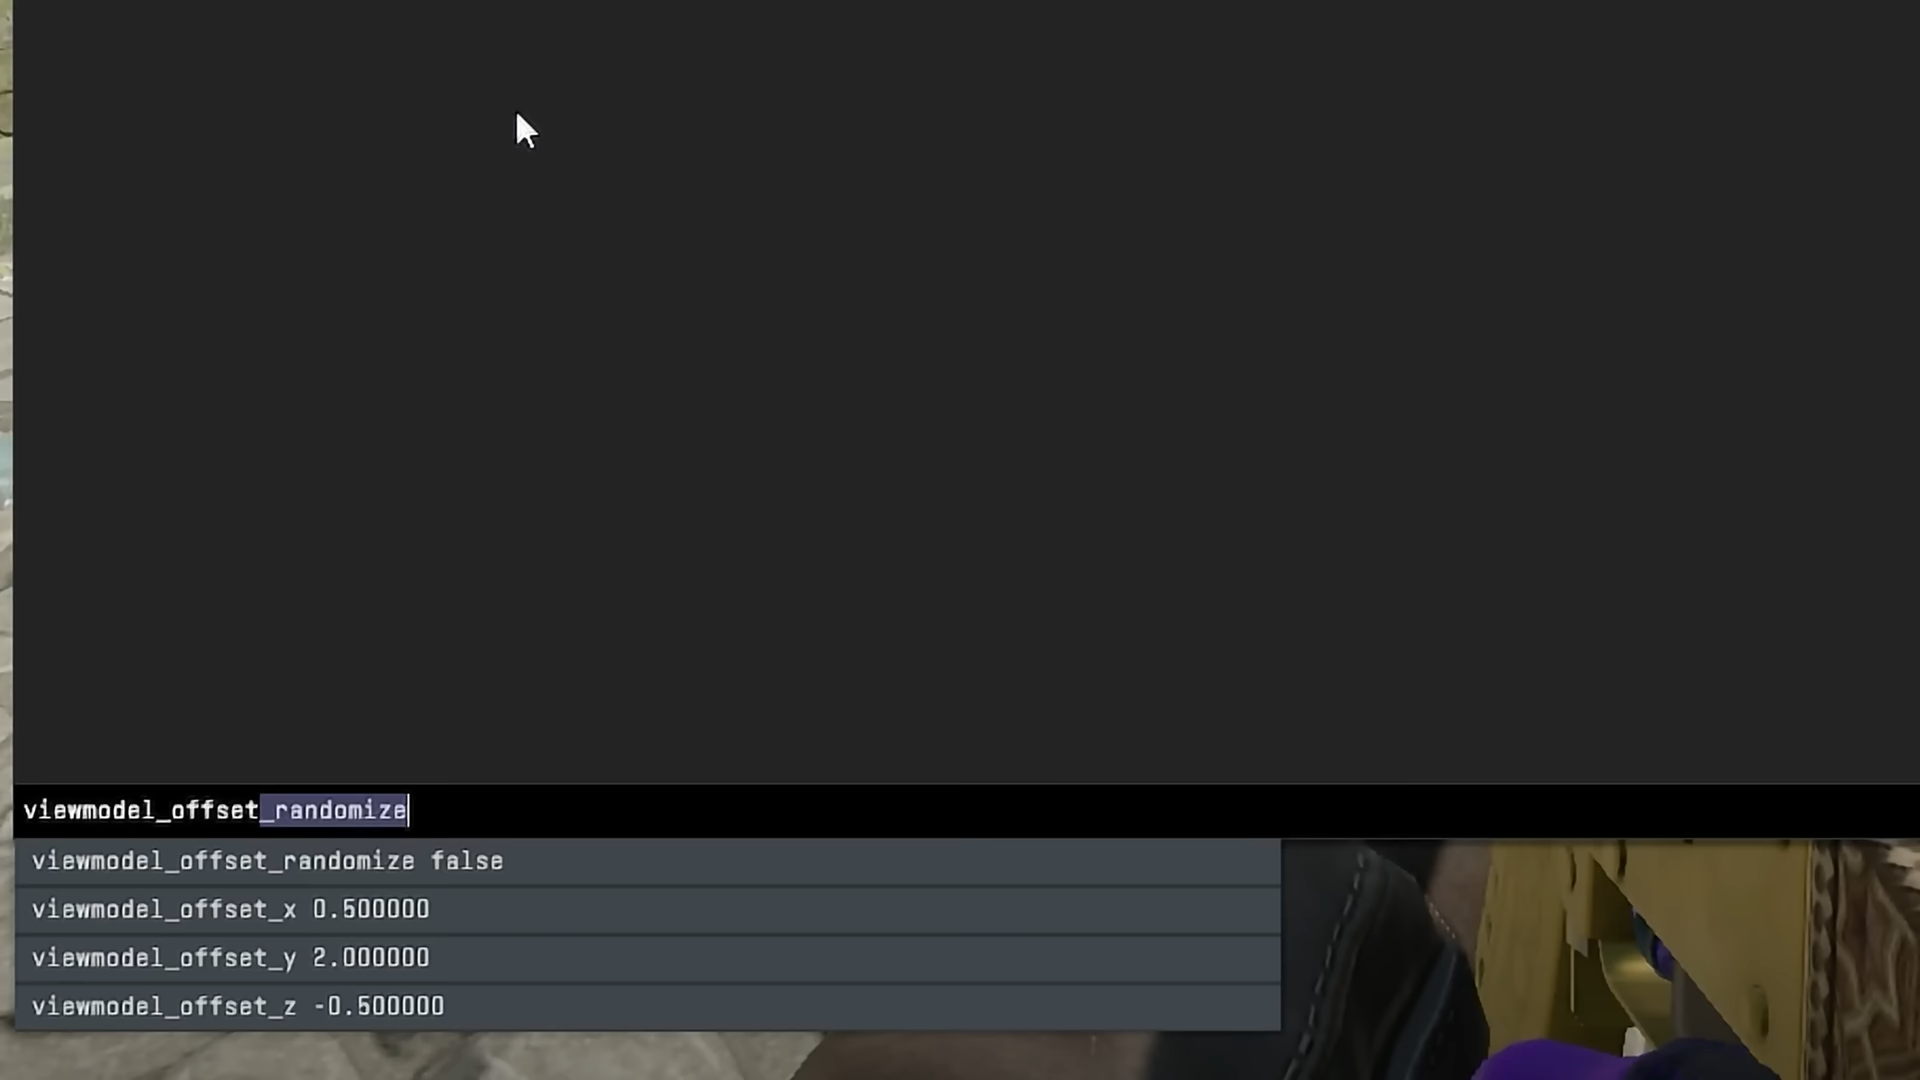 viewmodel_offset_randomize
viewmodel_offset_randomize false
viewmodel_offset_x 0.500000
viewmodel_offset_y 2.000000
viewmodel_offset_z -0.500000